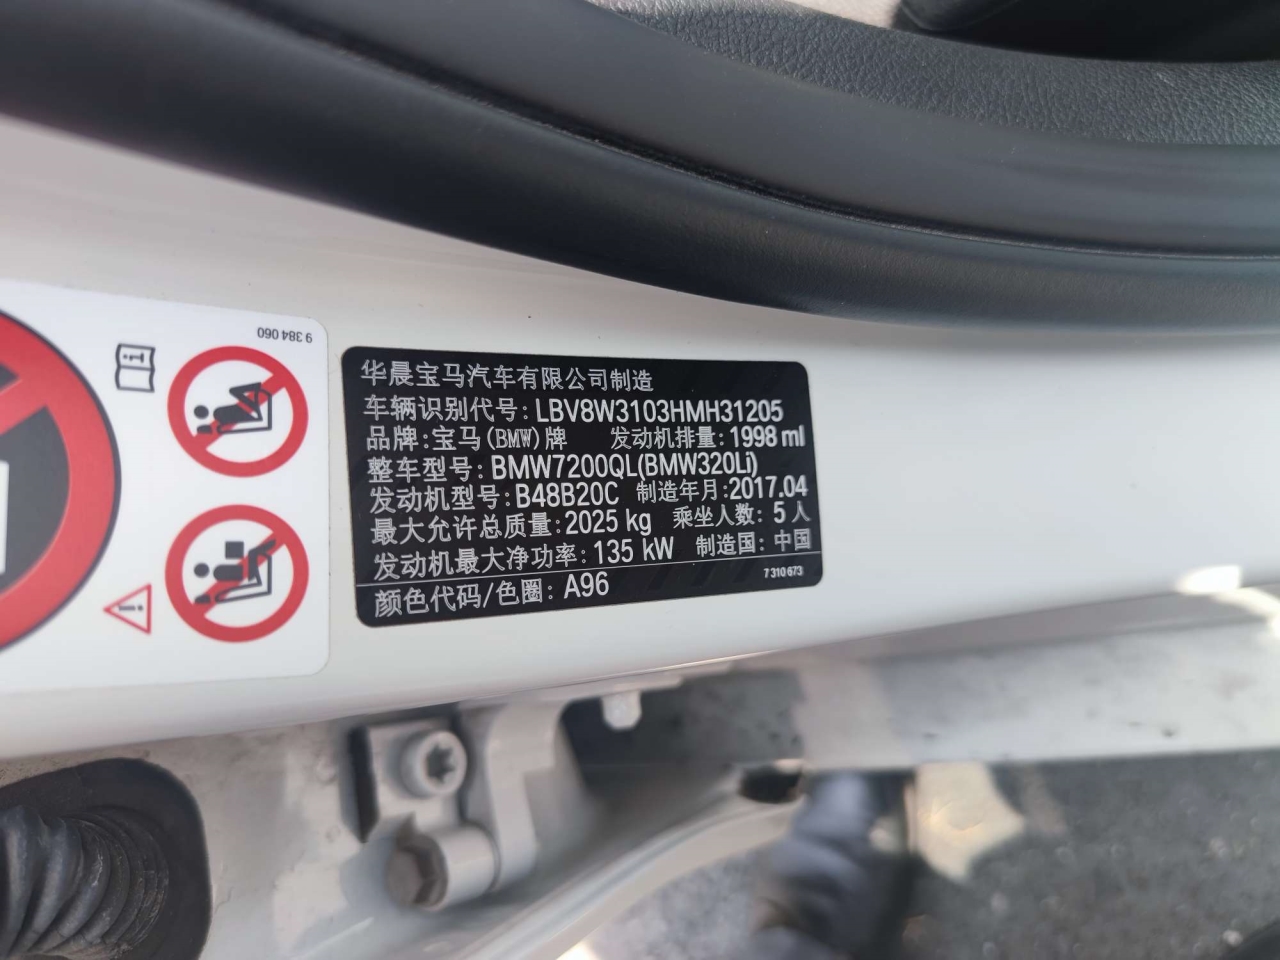 9 384 060
华晨宝马汽车有限公司制造
车辆识别代号: LBV8W3103HMH31205
品牌: 宝马(BMW)牌 发动机排量: 1998 ml
整车型号: BMW7200QL(BMW320Li)
发动机型号: B48B20C 制造年月: 2017.04
最大允许总质量: 2025 kg 乘坐人数: 5 人
发动机最大净功率: 135 kW 制造国: 中国
颜色代码/色圈: A96
7 310 673